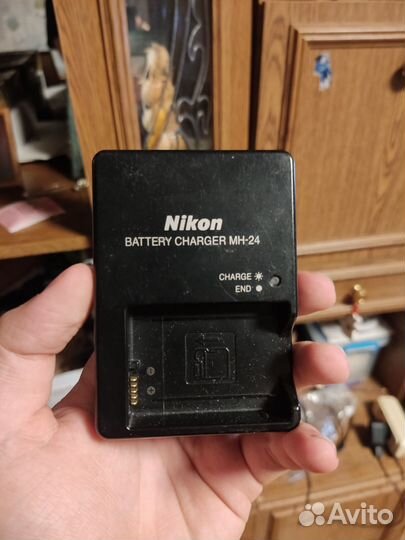 Nikon
BATTERY CHARGER MH-24
CHARGE ☀
END ●
Avito